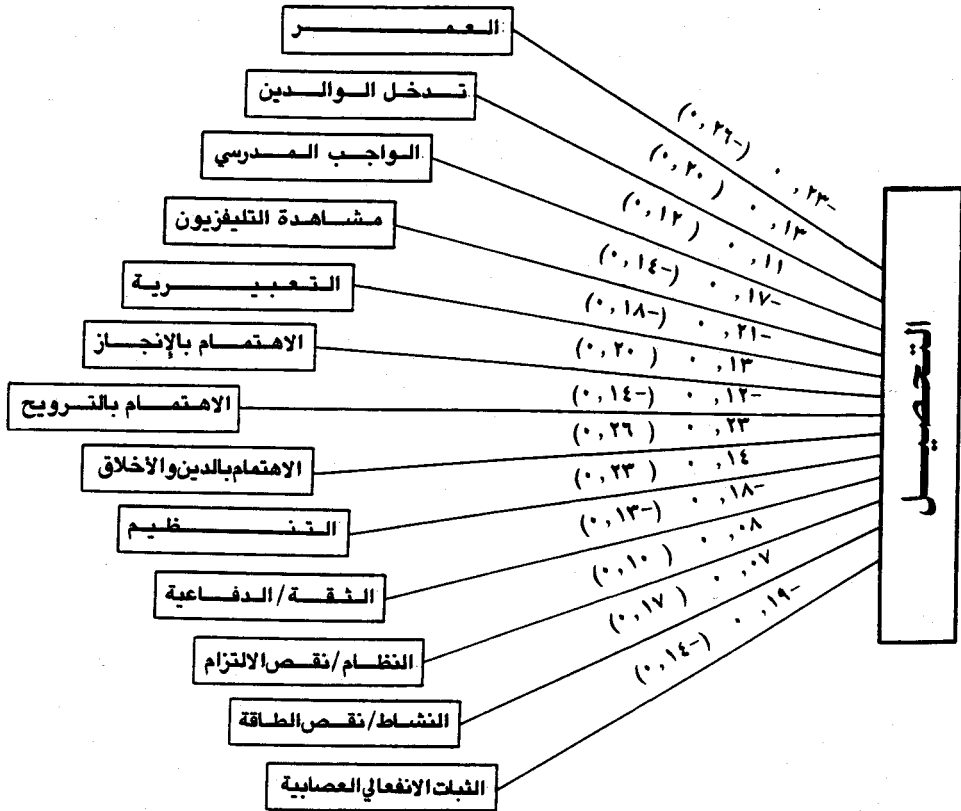 العمر
تدخل الوالدين
الواجب المدرسي
مشاهدة التليفزيون
التعبيرية
الاهتمام بالإنجاز
الاهتمام بالترويح
الاهتمام بالدين والأخلاق
التنظيم
الثقة/الدفاعية
النظام/نقص الالتزام
النشاط/نقص الطاقة
الثبات الانفعالي العصابية
-٢٣, ٠ (-٢٦, ٠)
١٣, ٠ (٢٠, ٠)
١١, ٠ (١٢, ٠)
-١٧, ٠ (-١٤, ٠)
-٢١, ٠ (-١٨, ٠)
١٣, ٠ (٢٠, ٠)
-١٢, ٠ (-١٤, ٠)
٢٣, ٠ (٢٦, ٠)
١٤, ٠ (٢٣, ٠)
-١٨, ٠ (-١٣, ٠)
٠٨, ٠ (١٠, ٠)
٠٧, ٠ (١٧, ٠)
-١٩, ٠ (-١٤, ٠)
التحصيل